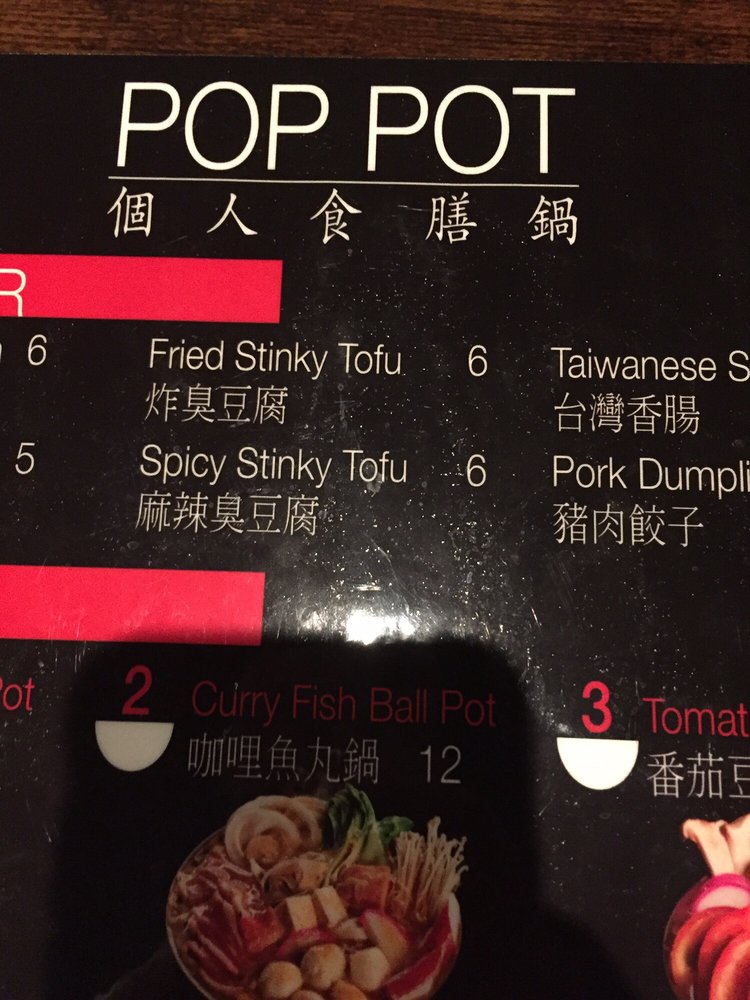 POP POT
個人食膳鍋
R
6
Fried Stinky Tofu 6
炸臭豆腐
Taiwanese S
台灣香腸
5
Spicy Stinky Tofu 6
麻辣臭豆腐
Pork Dumpli
豬肉餃子
Pot
2 Curry Fish Ball Pot
咖哩魚丸鍋 12
3 Tomat
番茄豆